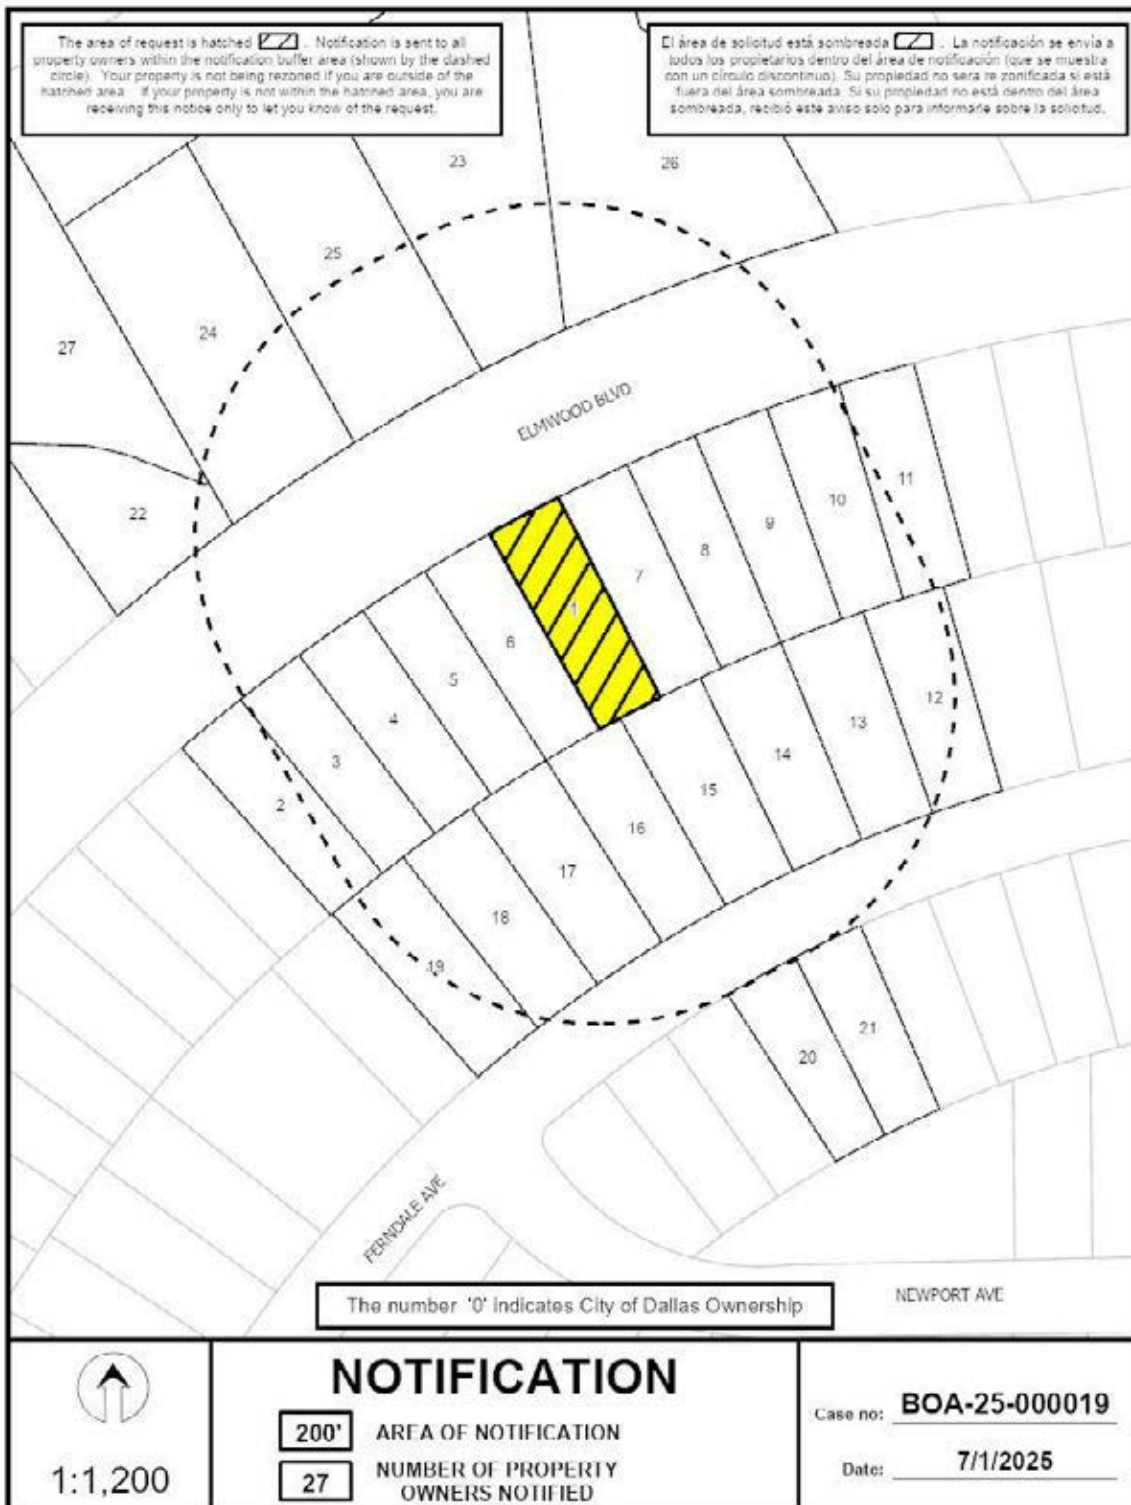 The area of request is hatched . Notification is sent to all
property owners within the notification buffer area (shown by the dashed
circle). Your property is not being rezoned if you are outside of the
hatched area. If your property is not within the hatched area, you are
receiving this notice only to let you know of the request.
El área de solicitud está sombreada . La notificación se envía a
todos los propietarios dentro del área de notificación (que se muestra
con un círculo discontinuo). Su propiedad no sera re zonificada si está
fuera del área sombreada. Si su propiedad no está dentro del área
sombreada, recibió este aviso solo para informarle sobre la solicitud.
23
26
25
24
27
ELMWOOD BLVD
22
11
10
9
8
7
1
6
5
4
3
2
12
13
14
15
16
17
18
19
21
20
FERNDALE AVE
NEWPORT AVE
The number '0' indicates City of Dallas Ownership
1:1,200
NOTIFICATION
200' AREA OF NOTIFICATION
27 NUMBER OF PROPERTY
OWNERS NOTIFIED
Case no: BOA-25-000019
Date: 7/1/2025